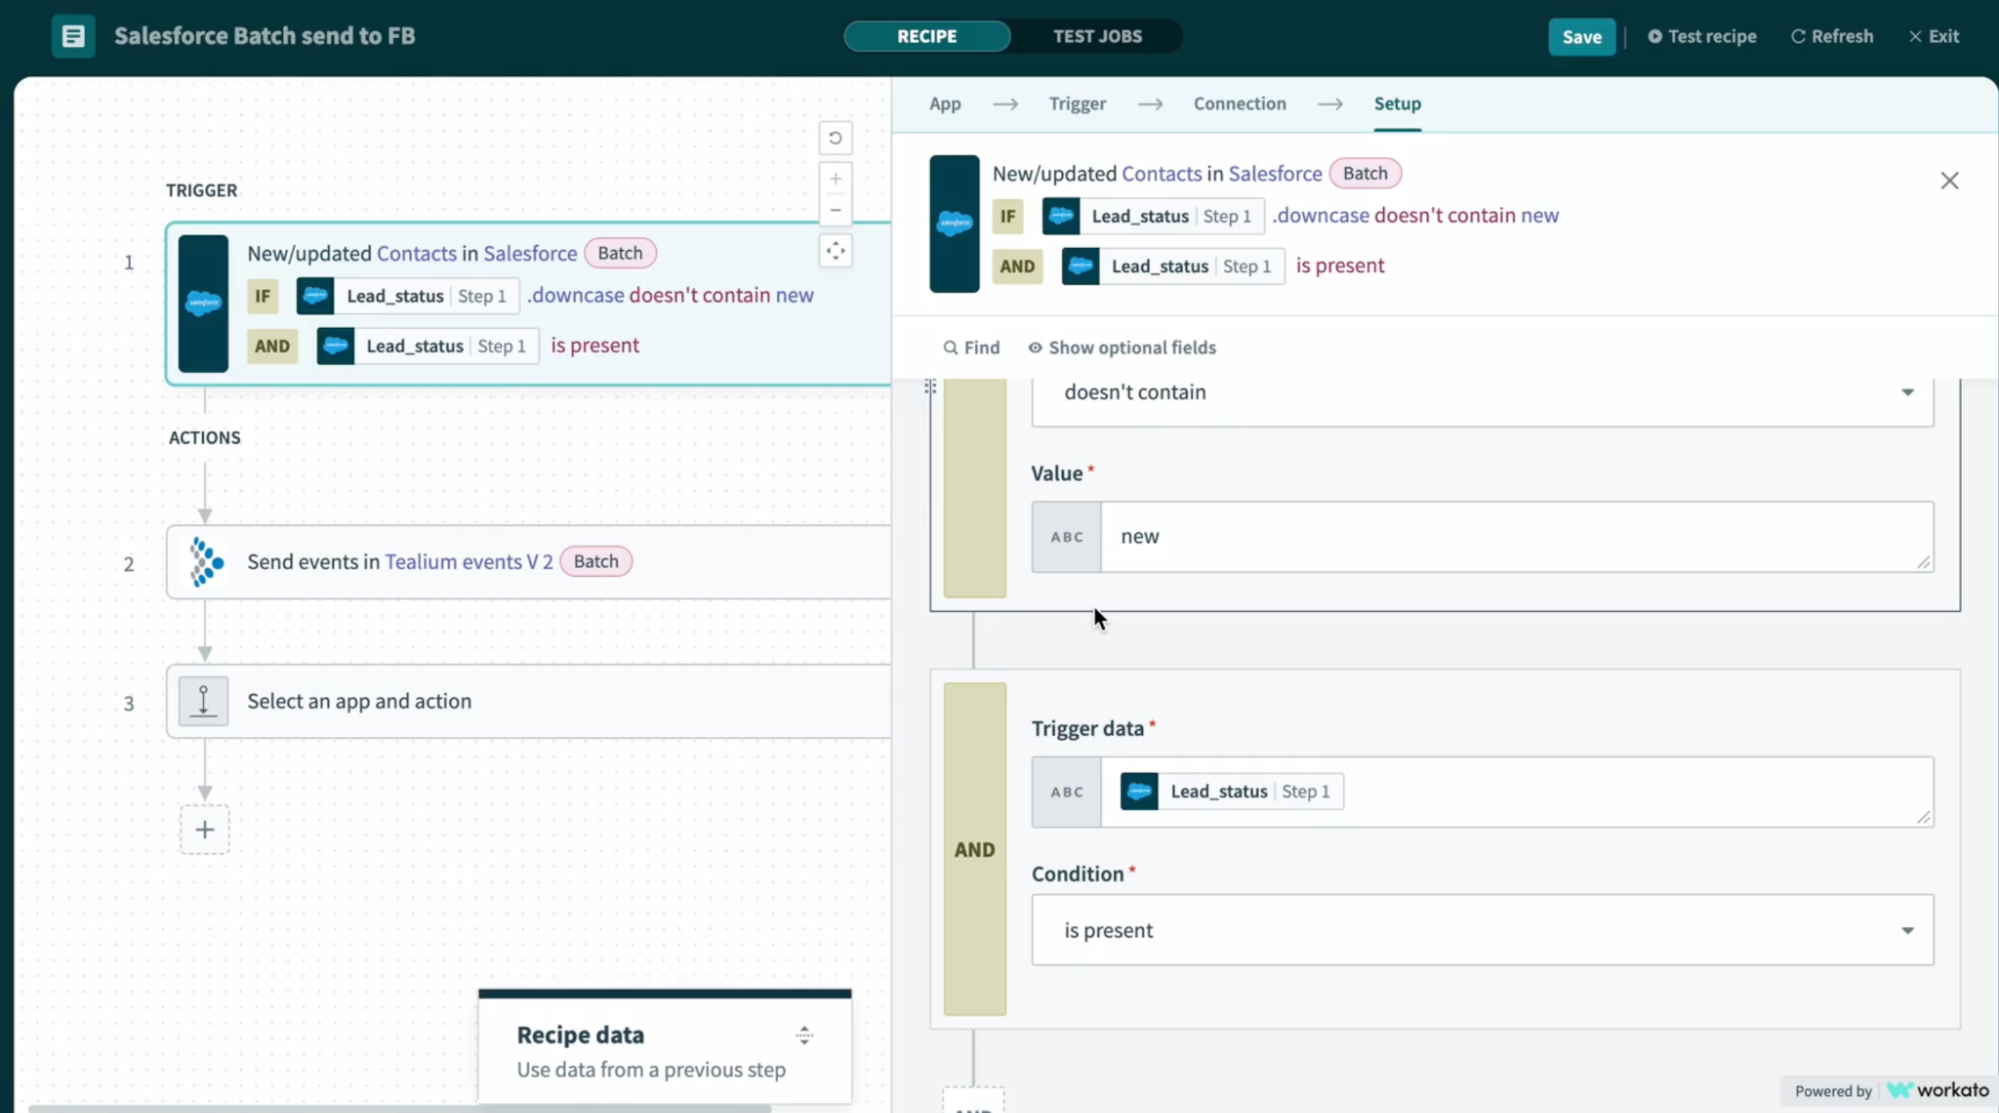 Salesforce Batch send to FB
RECIPE
TEST JOBS
Save
Test recipe
Refresh
Exit
App
Trigger
Connection
Setup
TRIGGER
1
New/updated Contacts in Salesforce Batch
IF Lead_status Step 1 .downcase doesn't contain new
AND Lead_status Step 1 is present
ACTIONS
2
Send events in Tealium events V 2 Batch
3
Select an app and action
Recipe data
Use data from a previous step
New/updated Contacts in Salesforce Batch
IF Lead_status Step 1 .downcase doesn't contain new
AND Lead_status Step 1 is present
Find
Show optional fields
doesn't contain
Value *
ABC new
AND
Trigger data *
ABC Lead_status Step 1
Condition *
is present
AND
Powered by workato